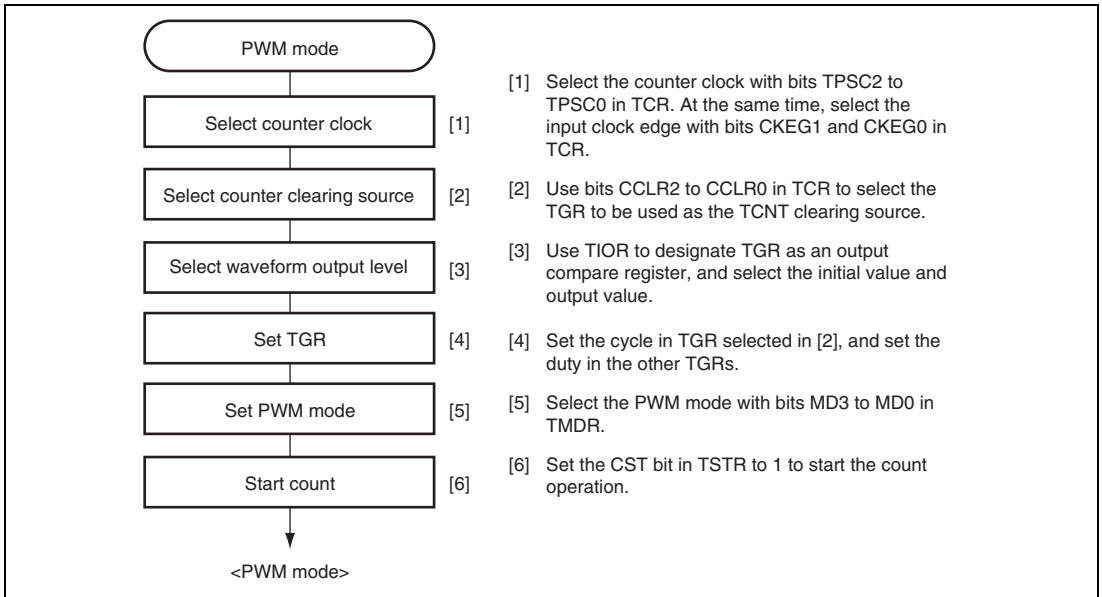 PWM mode
Select counter clock [1]
Select counter clearing source [2]
Select waveform output level [3]
Set TGR [4]
Set PWM mode [5]
Start count [6]
<PWM mode>
[1] Select the counter clock with bits TPSC2 to
TPSC0 in TCR. At the same time, select the
input clock edge with bits CKEG1 and CKEG0 in
TCR.
[2] Use bits CCLR2 to CCLR0 in TCR to select the
TGR to be used as the TCNT clearing source.
[3] Use TIOR to designate TGR as an output
compare register, and select the initial value and
output value.
[4] Set the cycle in TGR selected in [2], and set the
duty in the other TGRs.
[5] Select the PWM mode with bits MD3 to MD0 in
TMDR.
[6] Set the CST bit in TSTR to 1 to start the count
operation.